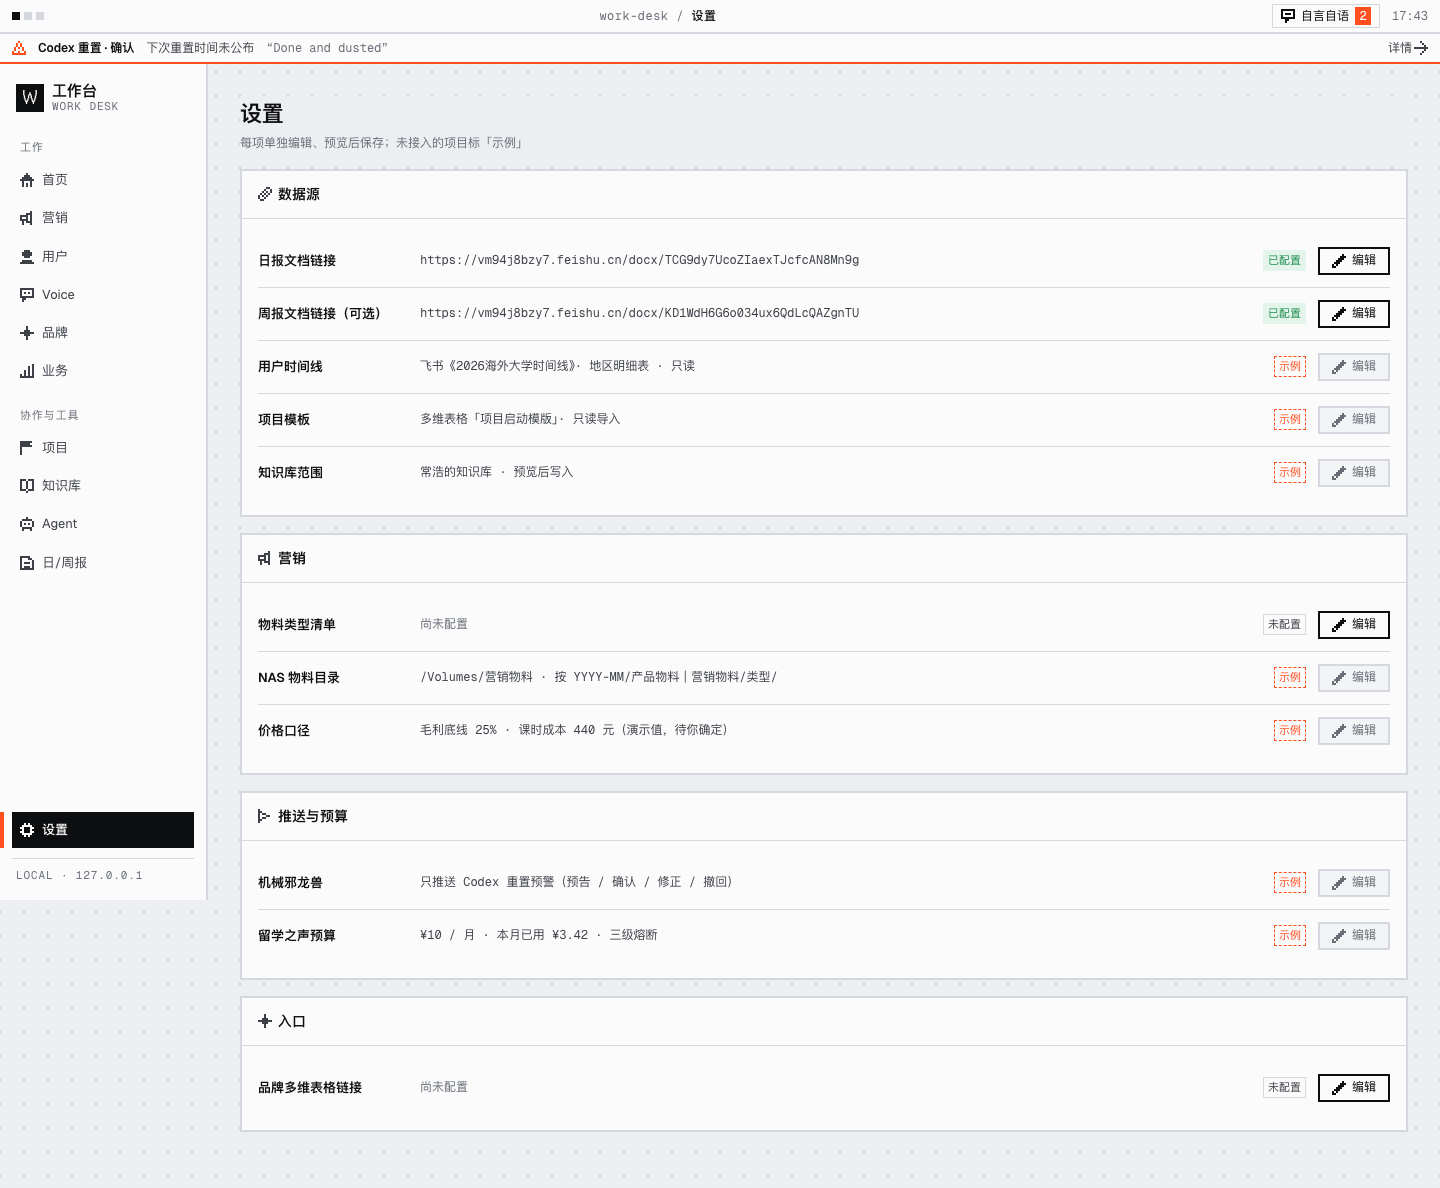 work-desk / 设置
自言自语 2 17:43
Codex 重置 · 确认 下次重置时间未公布 “Done and dusted” 详情
W 工作台
WORK DESK
工作
首页
营销
用户
Voice
品牌
业务
协作与工具
项目
知识库
Agent
日/周报
设置
LOCAL · 127.0.0.1
设置
每项单独编辑、预览后保存；未接入的项目标「示例」
数据源
日报文档链接 https://vm94j8bzy7.feishu.cn/docx/TCG9dy7UcoZIaexTJcfcAN8Mn9g 已配置 编辑
周报文档链接（可选） https://vm94j8bzy7.feishu.cn/docx/KD1WdH6G6o034ux6QdLcQAZgnTU 已配置 编辑
用户时间线 飞书《2026海外大学时间线》· 地区明细表 · 只读 示例 编辑
项目模板 多维表格「项目启动模版」· 只读导入 示例 编辑
知识库范围 常浩的知识库 · 预览后写入 示例 编辑
营销
物料类型清单 尚未配置 未配置 编辑
NAS 物料目录 /Volumes/营销物料 · 按 YYYY-MM/产品物料｜营销物料/类型/ 示例 编辑
价格口径 毛利底线 25% · 课时成本 440 元（演示值，待你确定） 示例 编辑
推送与预算
机械邪龙兽 只推送 Codex 重置预警（预告 / 确认 / 修正 / 撤回） 示例 编辑
留学之声预算 ¥10 / 月 · 本月已用 ¥3.42 · 三级熔断 示例 编辑
入口
品牌多维表格链接 尚未配置 未配置 编辑